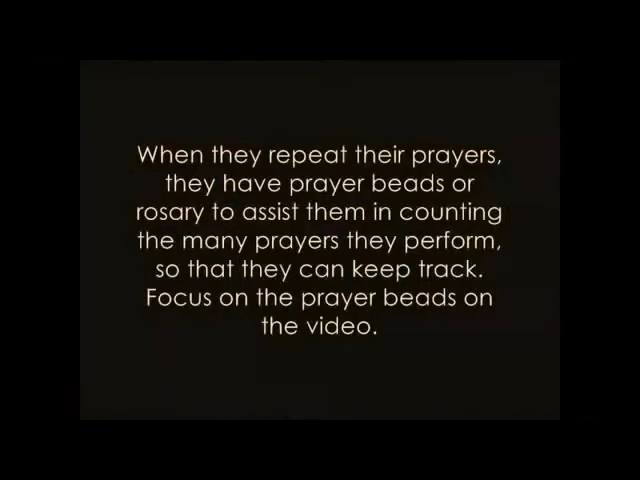 When they repeat their prayers,
they have prayer beads or
rosary to assist them in counting
the many prayers they perform,
so that they can keep track.
Focus on the prayer beads on
the video.